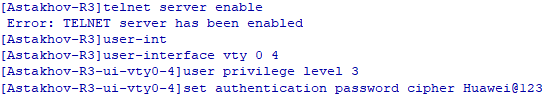 [Astakhov-R3]telnet server enable
Error: TELNET server has been enabled
[Astakhov-R3]user-int
[Astakhov-R3]user-interface vty 0 4
[Astakhov-R3-ui-vty0-4]user privilege level 3
[Astakhov-R3-ui-vty0-4]set authentication password cipher Huawei@123